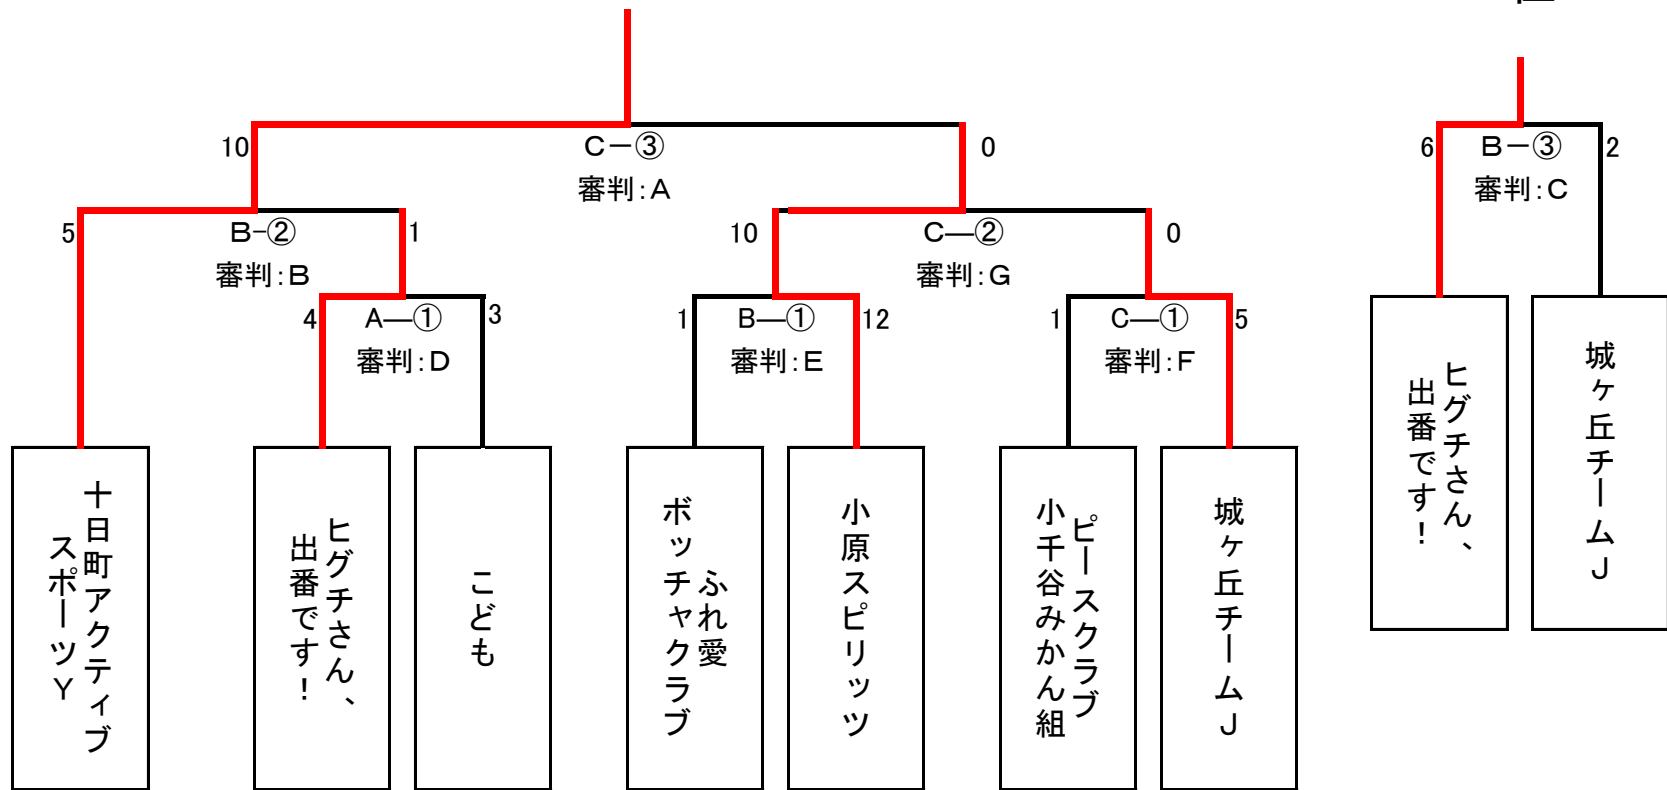 10
C－③
0
審判：A
6
B－③
2
審判：C
5
B-②
1
審判：B
10
C―②
0
審判：G
4
A―①
3
審判：D
1
B―①
12
審判：E
1
C―①
5
審判：F
十日町アクティブ
スポーツY
ヒグチさん、
出番です！
こども
ふれ愛
ボッチャクラブ
小原スピリッツ
ピースクラブ
小千谷みかん組
城ヶ丘チームJ
ヒグチさん、
出番です！
城ヶ丘チームJ